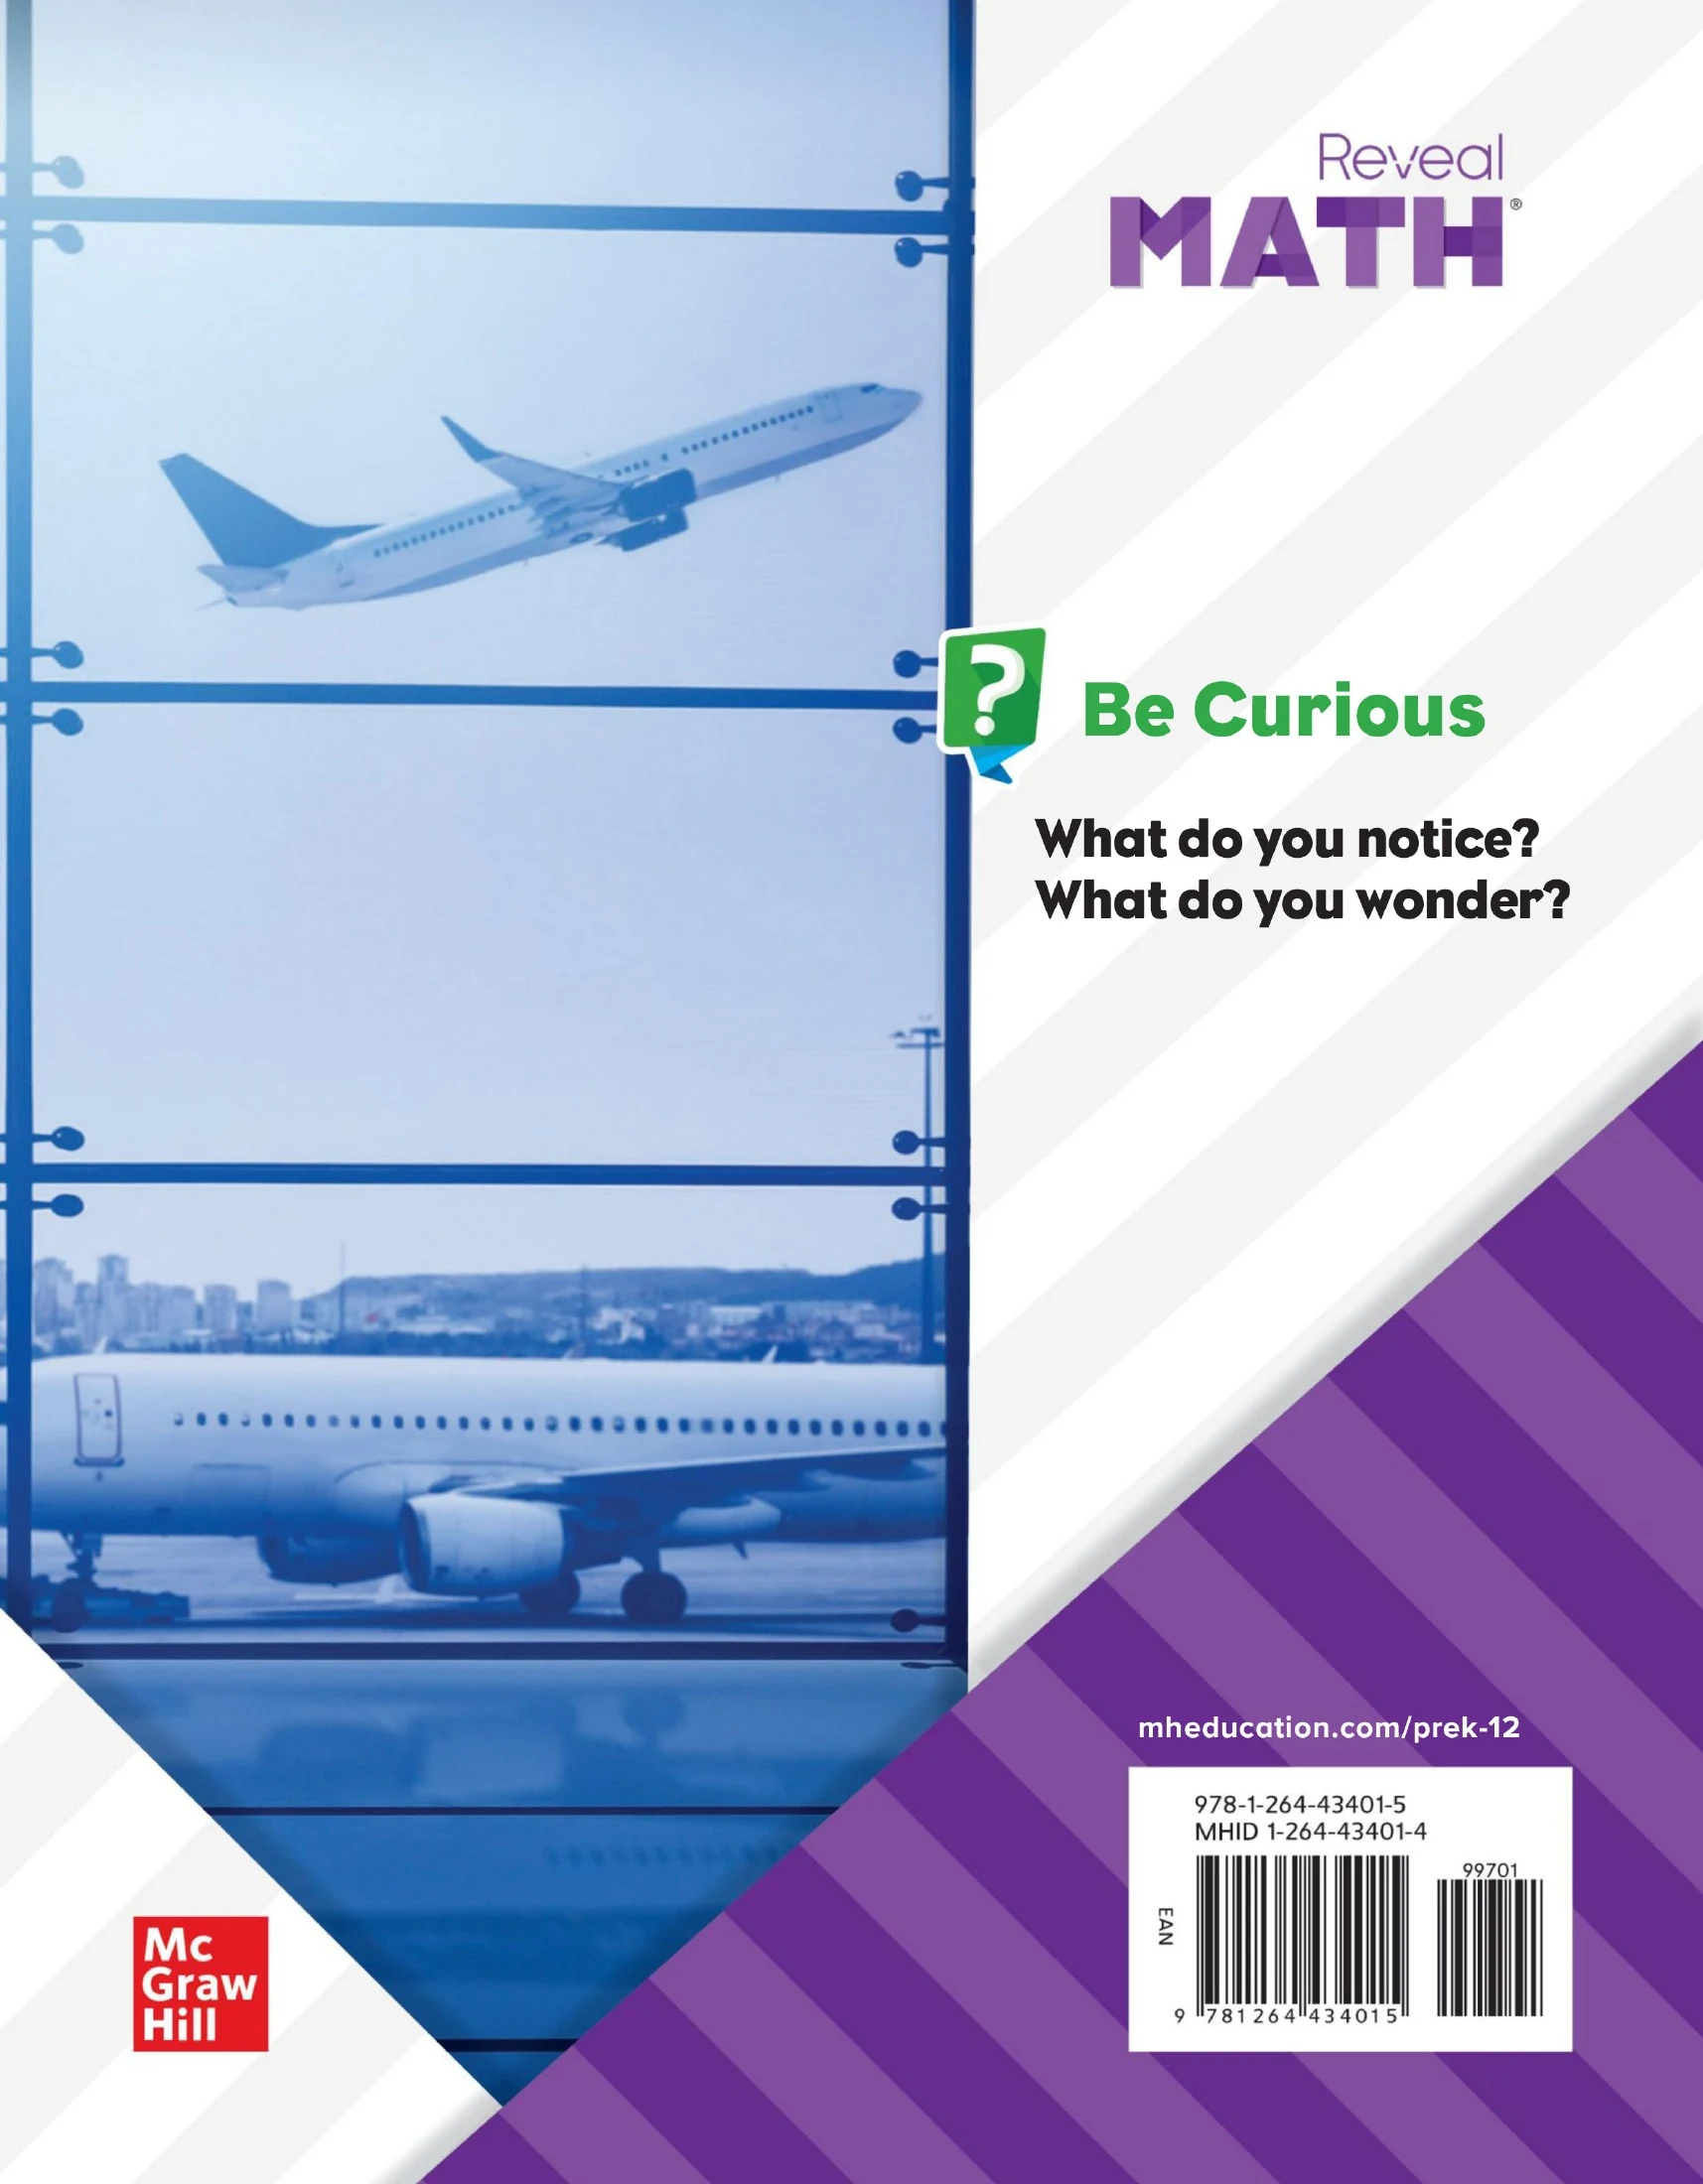 Reveal
MATH®
?
Be Curious
What do you notice?
What do you wonder?
mheducation.com/prek-12
978-1-264-43401-5
MHID 1-264-43401-4
99701
EAN
9 781264 434015
Mc
Graw
Hill